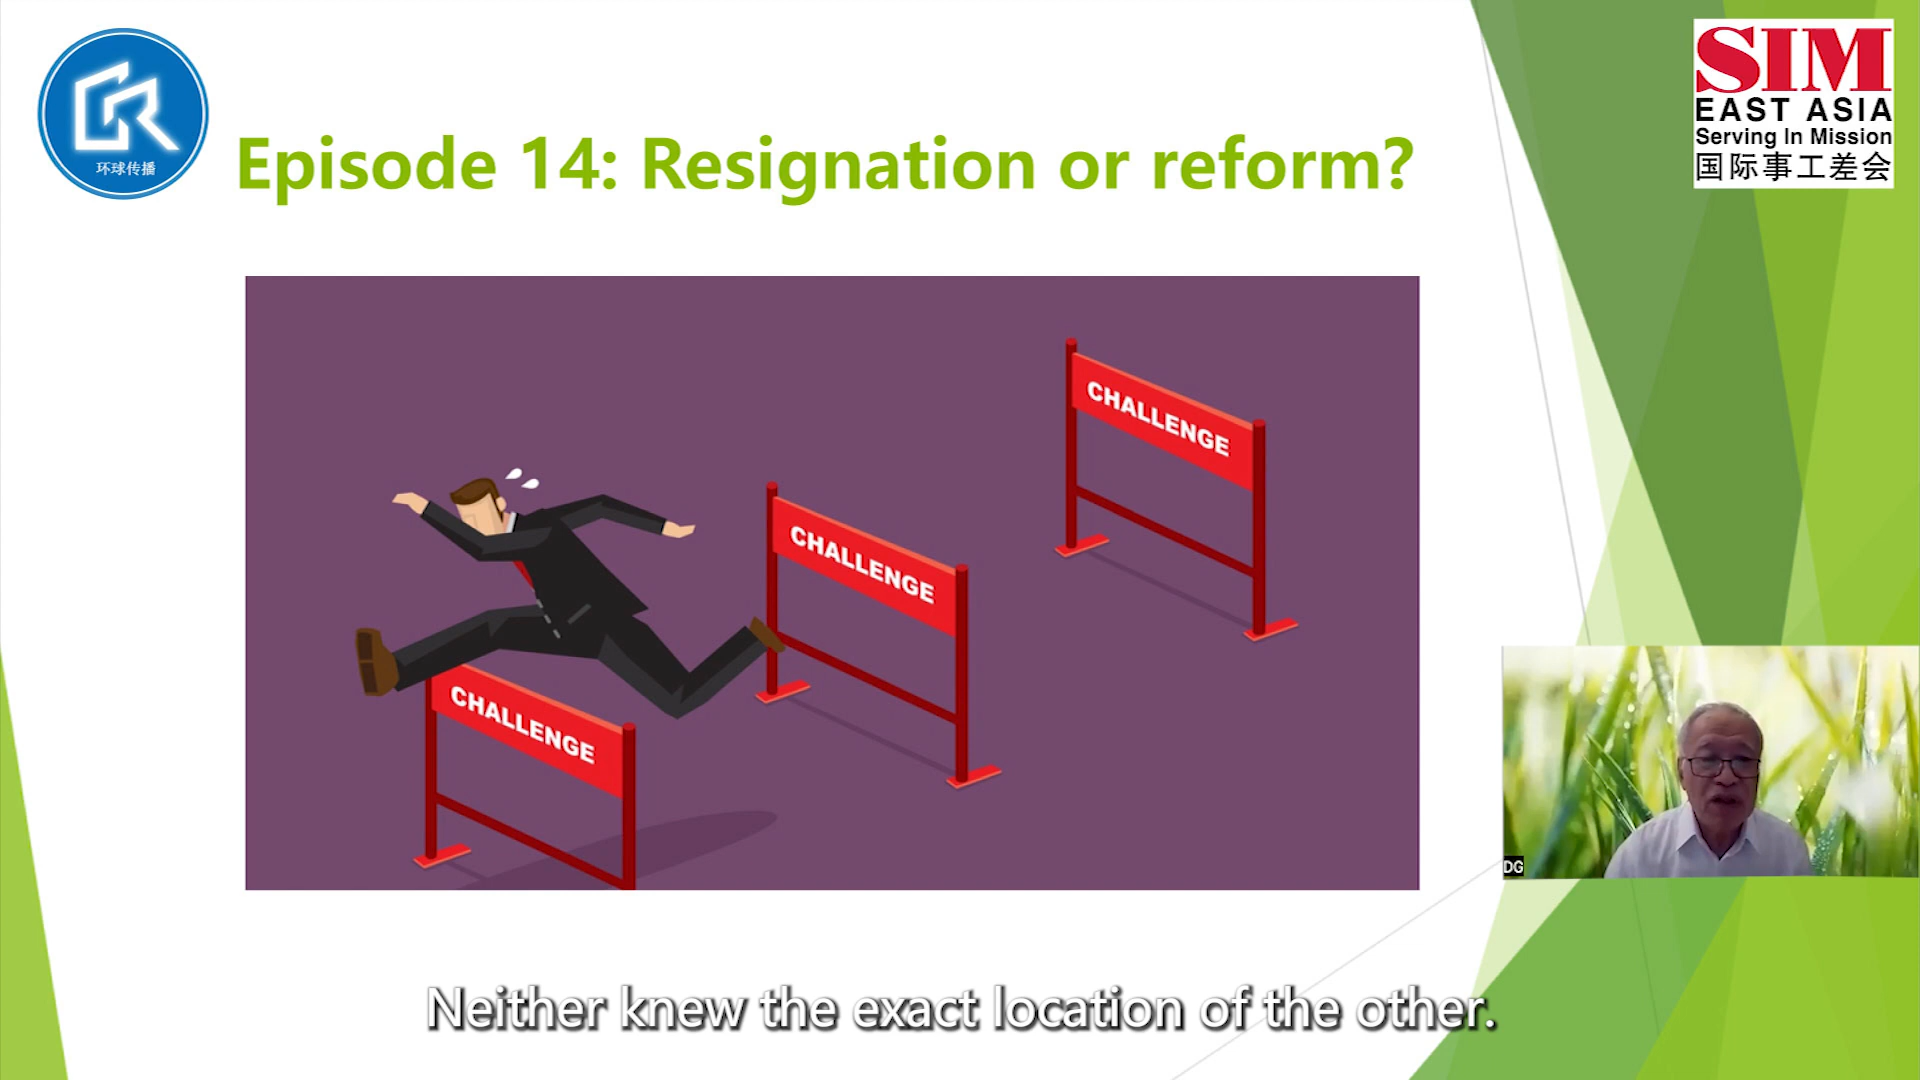 环球传播
Episode 14: Resignation or reform?
SIM
EAST ASIA
Serving In Mission
国际事工差会
CHALLENGE
CHALLENGE
CHALLENGE
DG
Neither knew the exact location of the other.